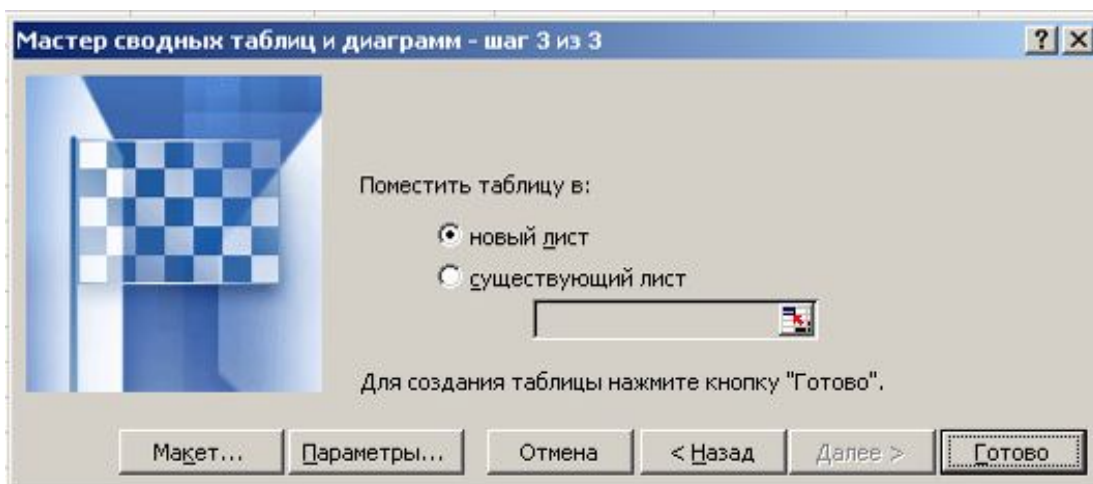 Мастер сводных таблиц и диаграмм - шаг 3 из 3
Поместить таблицу в:
новый лист
существующий лист
Для создания таблицы нажмите кнопку "Готово".
Макет... Параметры... Отмена < Назад Далее > Готово